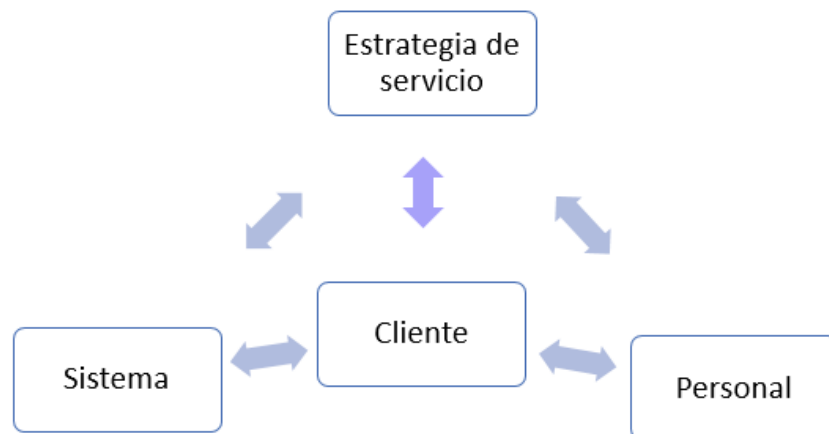 Estrategia de
servicio
Cliente
Sistema
Personal